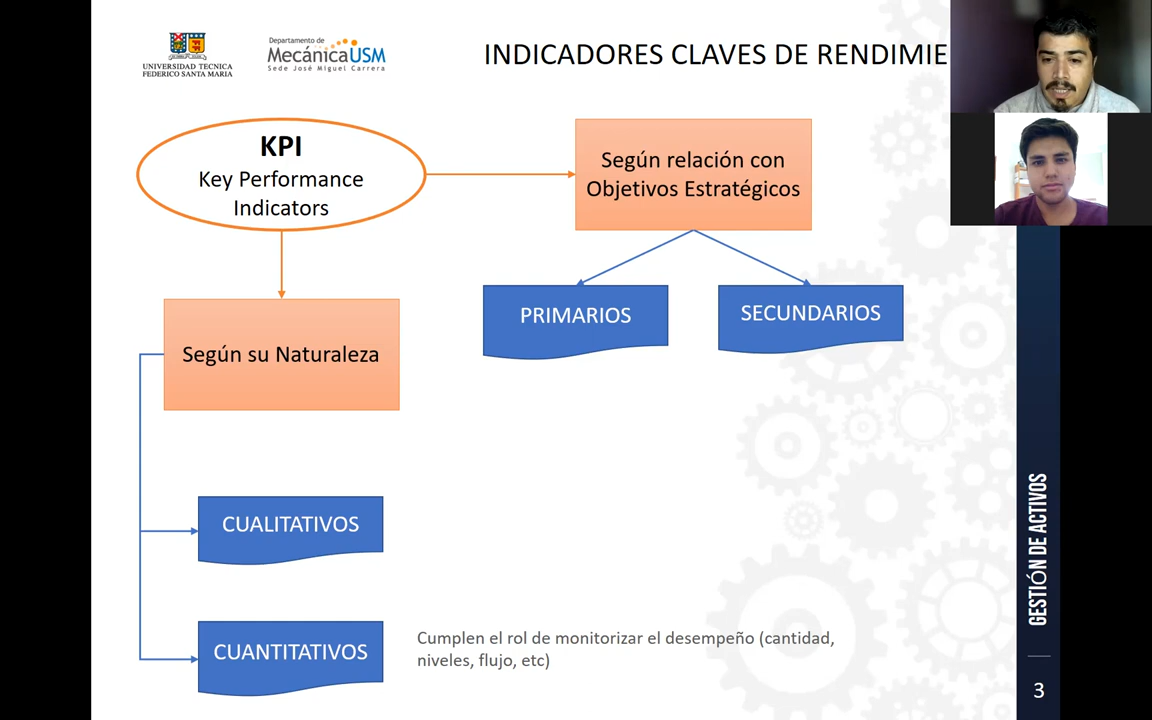 UNIVERSIDAD TECNICA
FEDERICO SANTA MARIA
Departamento de
MecánicaUSM
Sede José Miguel Carrera
INDICADORES CLAVES DE RENDIMIE
KPI
Key Performance
Indicators
Según relación con
Objetivos Estratégicos
PRIMARIOS
SECUNDARIOS
Según su Naturaleza
CUALITATIVOS
CUANTITATIVOS
Cumplen el rol de monitorizar el desempeño (cantidad,
niveles, flujo, etc)
GESTIÓN DE ACTIVOS
3